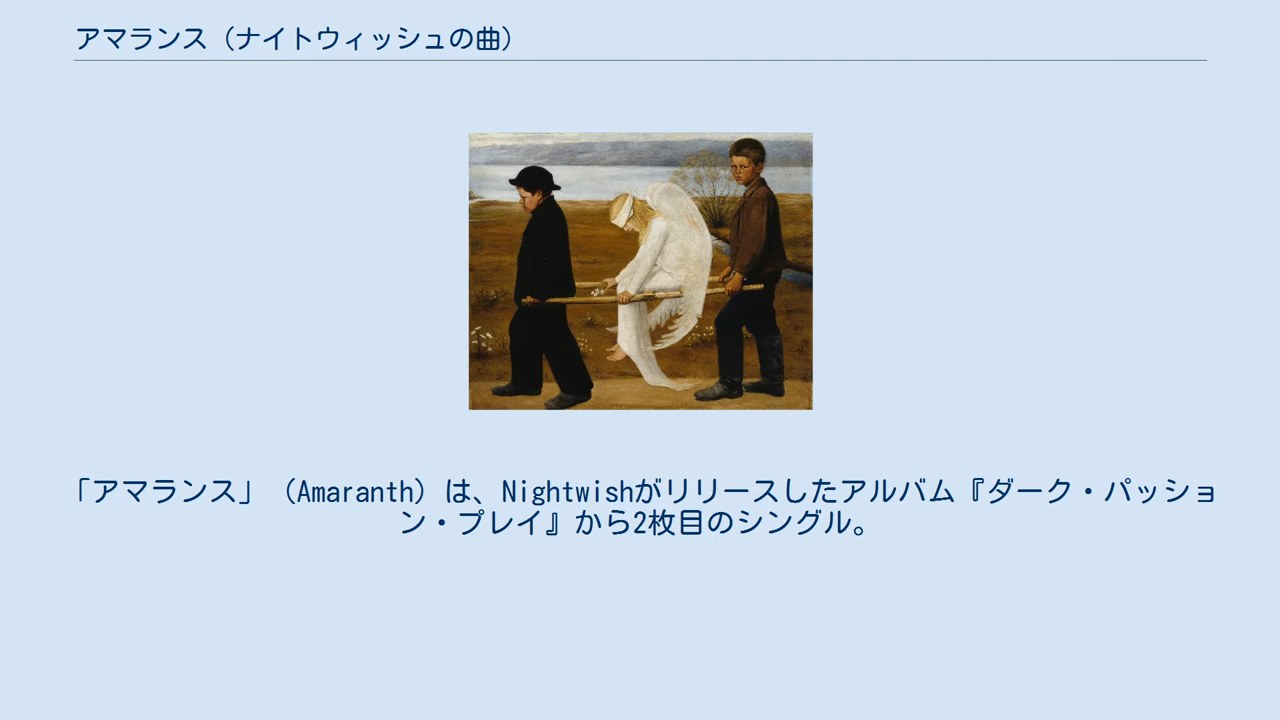 アマランス（ナイトウィッシュの曲）
「アマランス」（Amaranth）は、Nightwishがリリースしたアルバム『ダーク・パッショ
ン・プレイ』から2枚目のシングル。